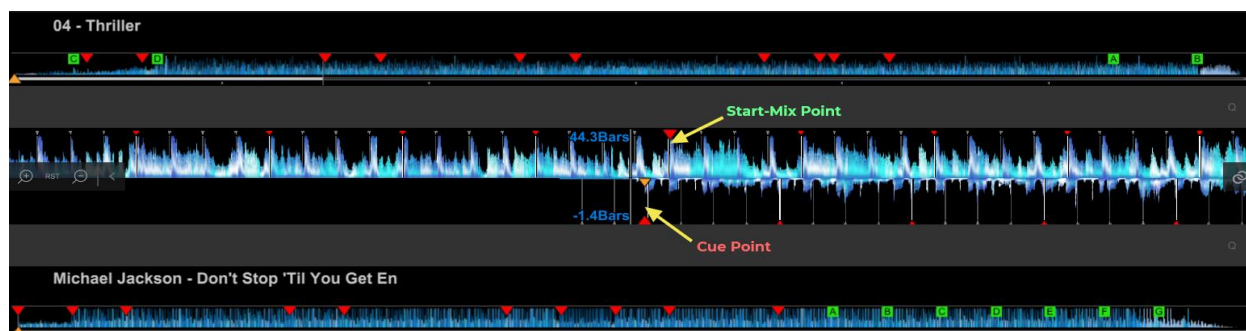 04 - Thriller
C D A B
Start-Mix Point
44.3Bars
RST
-1.4Bars
Cue Point
Michael Jackson - Don't Stop 'Til You Get En
A B C D E F G